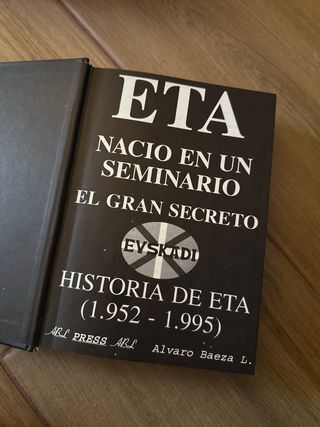 ETA
NACIO EN UN
SEMINARIO
EL GRAN SECRETO
EVSKADI
HISTORIA DE ETA
(1.952 - 1.995)
ABL PRESS ABL Alvaro Baeza L.